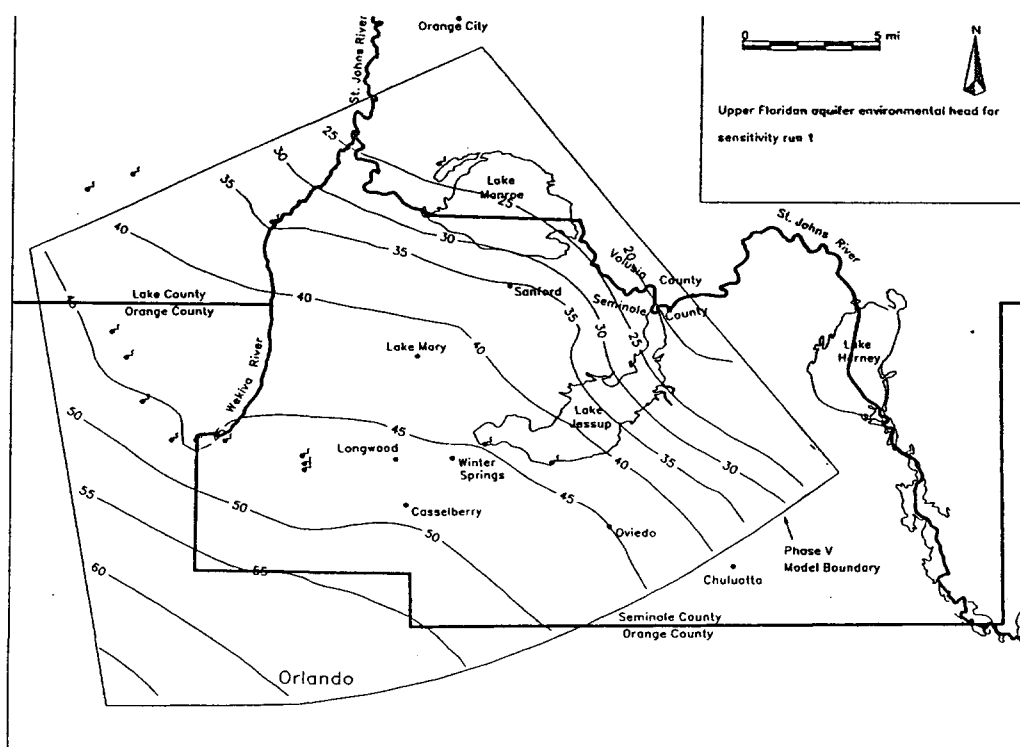 Orange City
St. Johns River
0 5 mi
N
Upper Floridan aquifer environmental head for
sensitivity run 1
25
30
35
40
Lake
Monroe
25
30
35
40
20
Volusia
County
Seminole
County
St. Johns River
Sanford
35
30
25
Lake County
Orange County
Lake Mary
40
Lake
Harney
Wekiva River
50
45
Lake
Jessup
Longwood
Winter
Springs
40
35
30
55
50
Casselberry
50
45
Oviedo
Phase V
Model Boundary
Chuluota
60
55
Seminole County
Orange County
Orlando